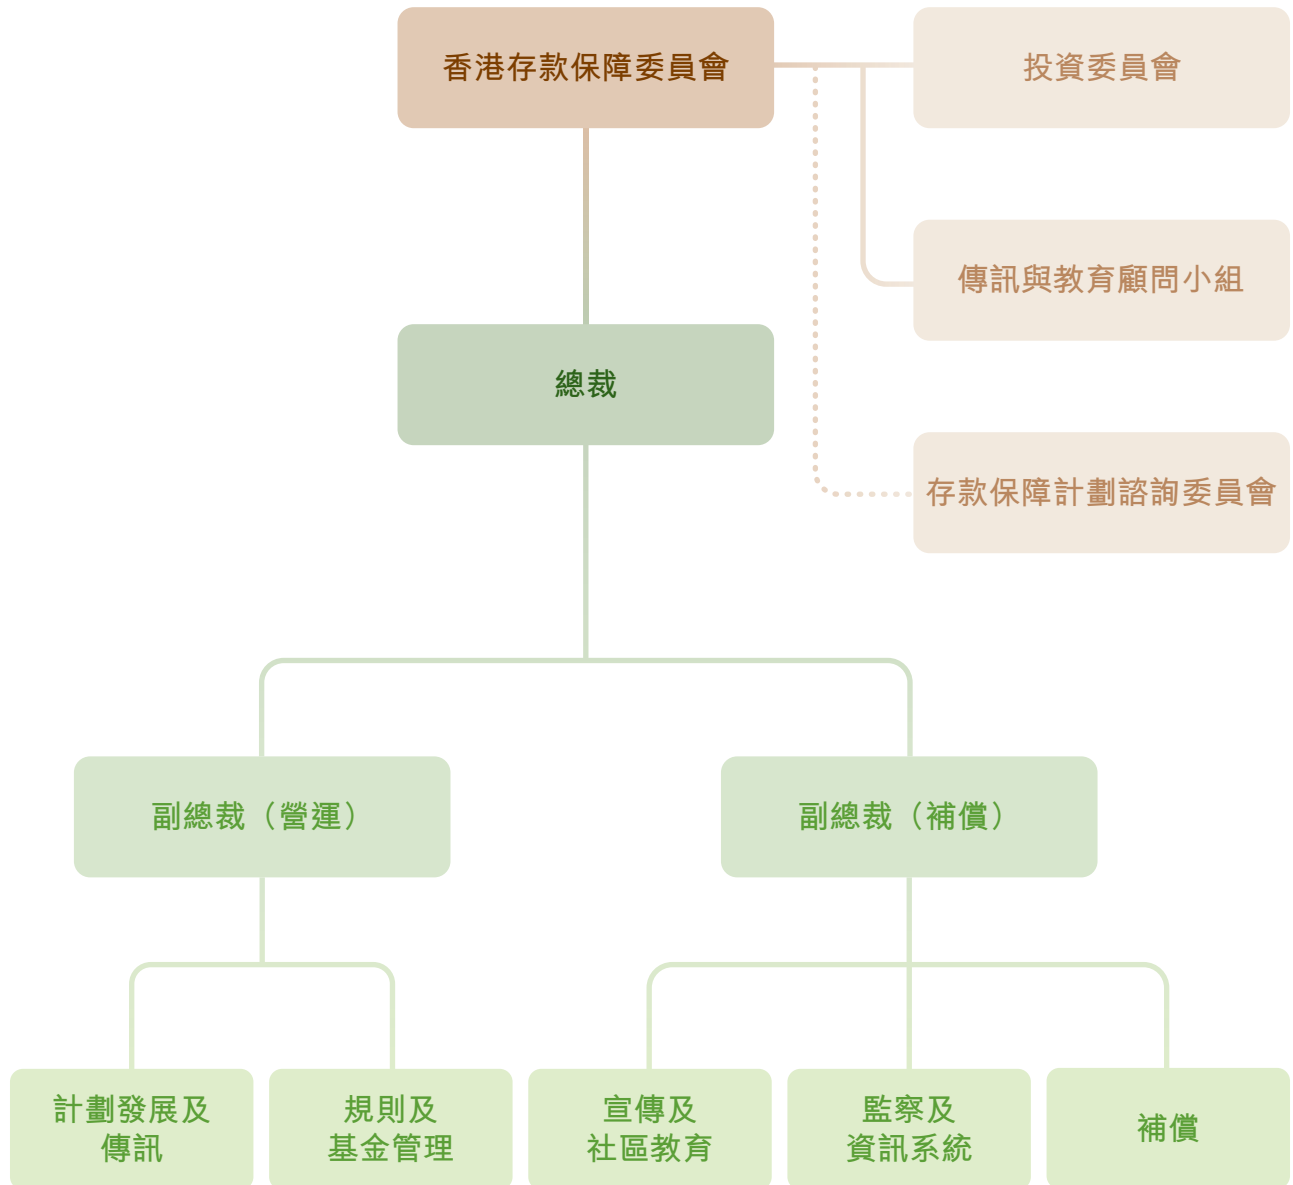 香港存款保障委員會
投資委員會
傳訊與教育顧問小組
總裁
存款保障計劃諮詢委員會
副總裁（營運）
副總裁（補償）
計劃發展及
傳訊
規則及
基金管理
宣傳及
社區教育
監察及
資訊系統
補償